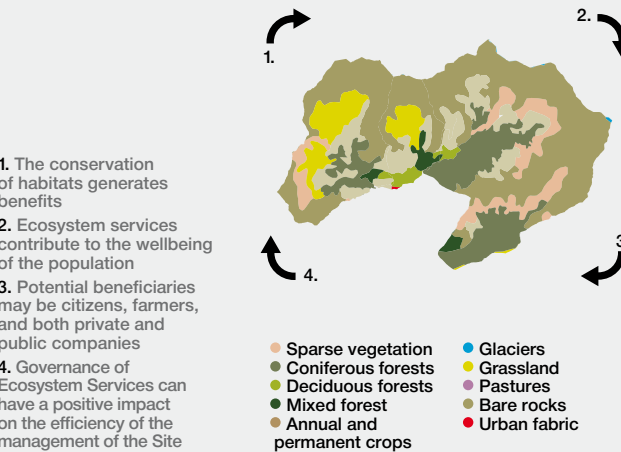 1.
2.
3
4.
1. The conservation
of habitats generates
benefits
2. Ecosystem services
contribute to the wellbeing
of the population
3. Potential beneficiaries
may be citizens, farmers,
and both private and
public companies
4. Governance of
Ecosystem Services can
have a positive impact
on the efficiency of the
management of the Site
Sparse vegetation
Coniferous forests
Deciduous forests
Mixed forest
Annual and
permanent crops
Glaciers
Grassland
Pastures
Bare rocks
Urban fabric